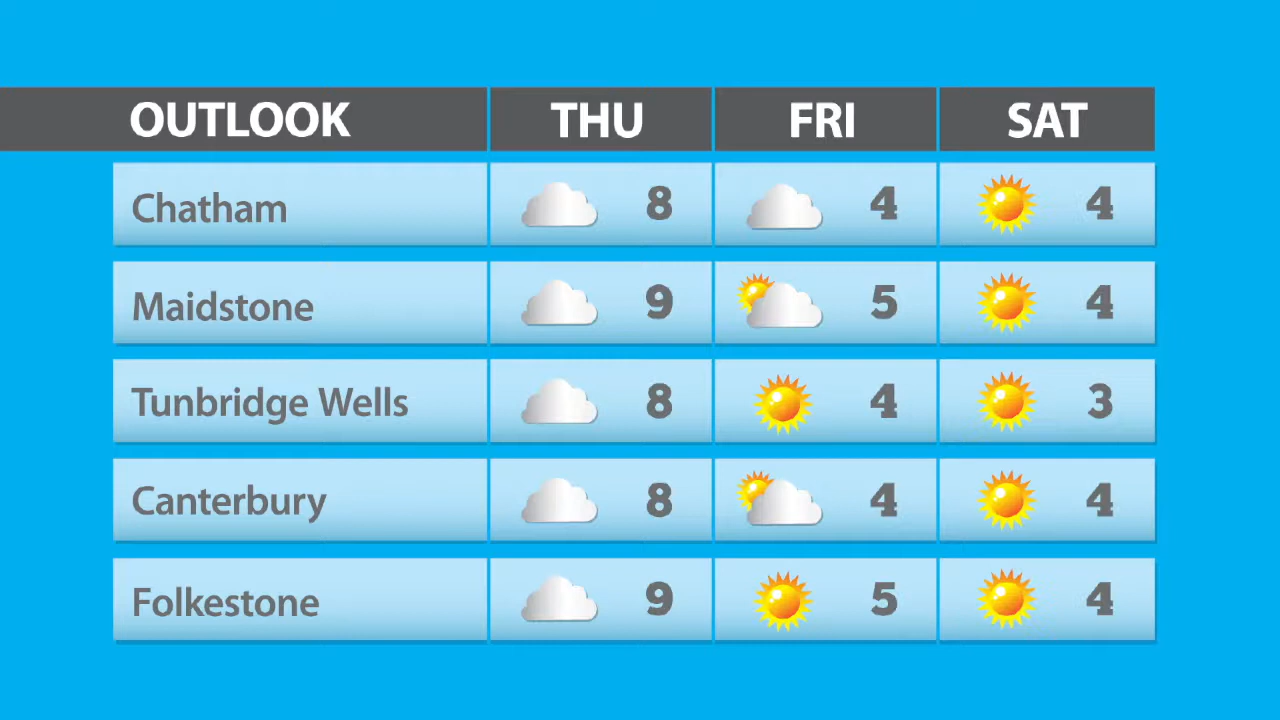 OUTLOOK THU FRI SAT
Chatham 8 4 4
Maidstone 9 5 4
Tunbridge Wells 8 4 3
Canterbury 8 4 4
Folkestone 9 5 4